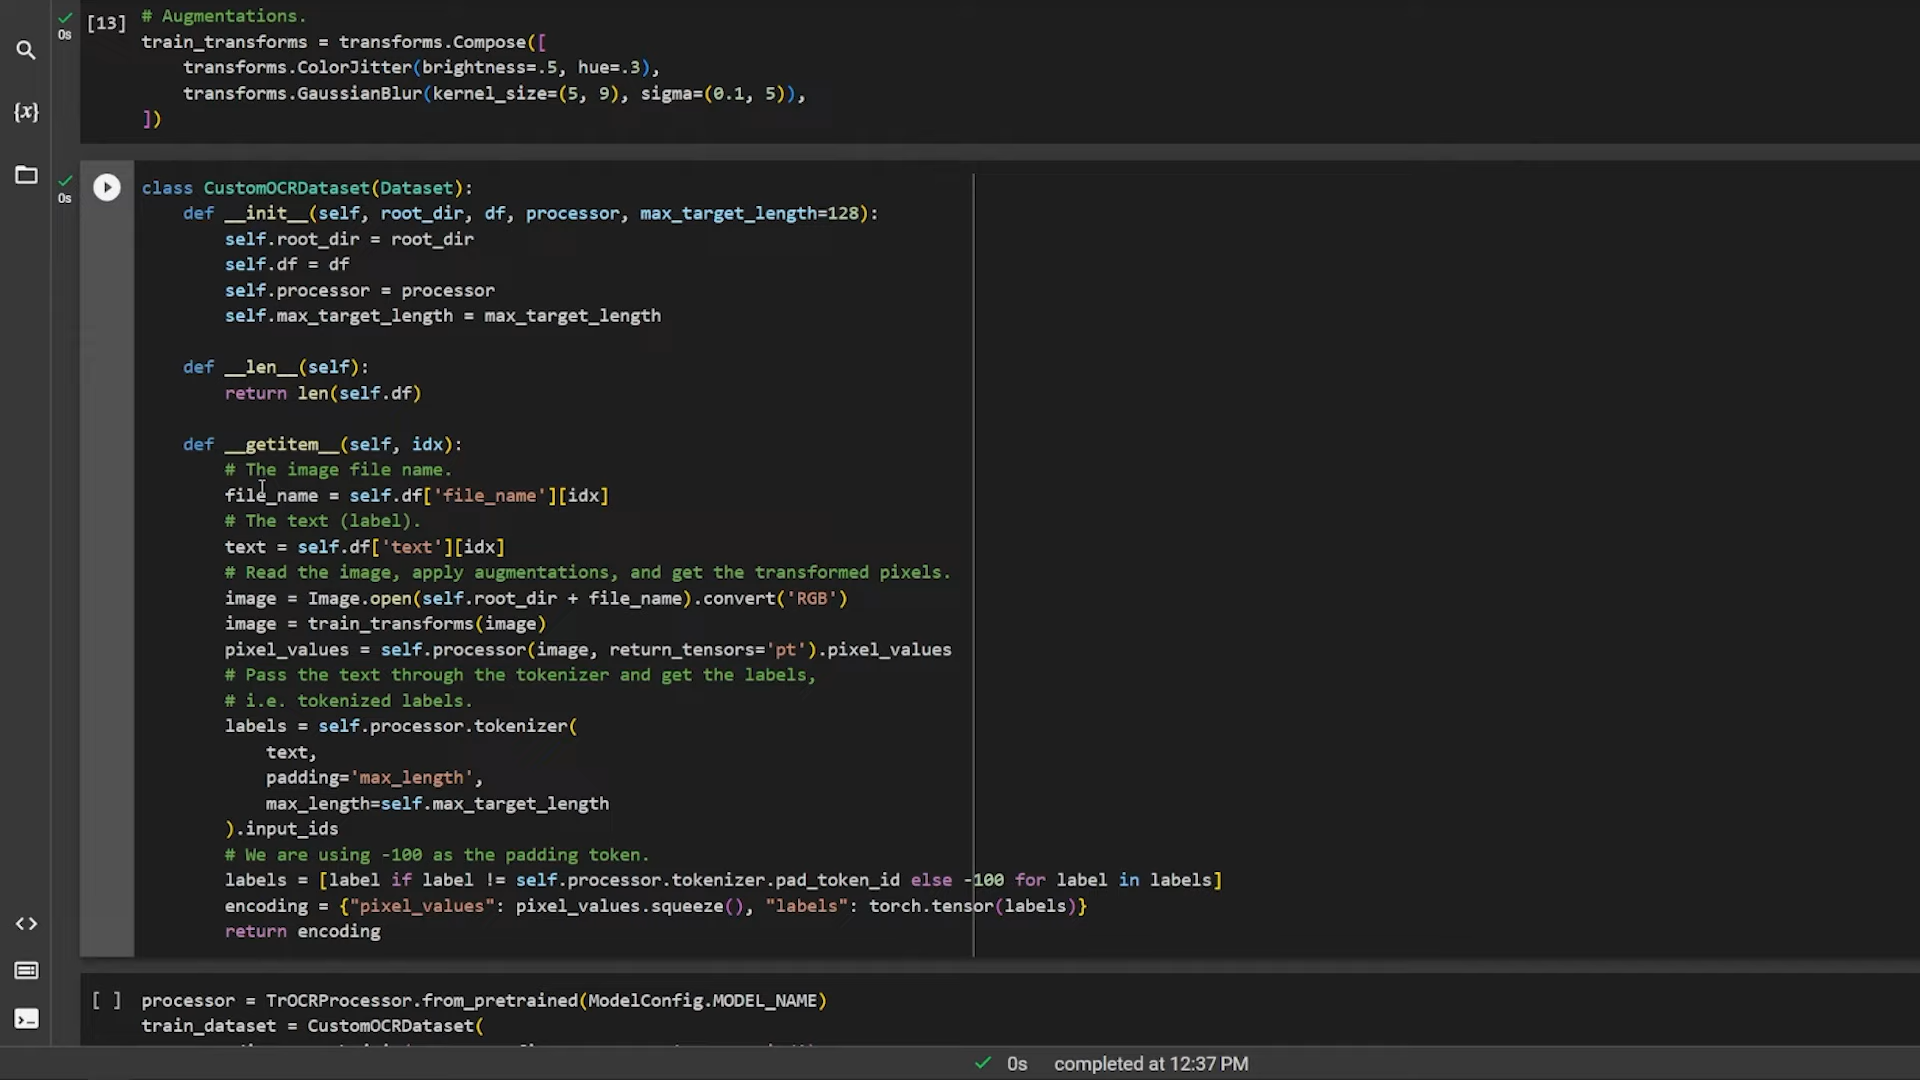 [13] # Augmentations.
0s
train_transforms = transforms.Compose([
transforms.ColorJitter(brightness=.5, hue=.3),
transforms.GaussianBlur(kernel_size=(5, 9), sigma=(0.1, 5)),
])
{x}
0s
class CustomOCRDataset(Dataset):
def __init__(self, root_dir, df, processor, max_target_length=128):
self.root_dir = root_dir
self.df = df
self.processor = processor
self.max_target_length = max_target_length
def __len__(self):
return len(self.df)
def __getitem__(self, idx):
# The image file name.
file_name = self.df['file_name'][idx]
# The text (label).
text = self.df['text'][idx]
# Read the image, apply augmentations, and get the transformed pixels.
image = Image.open(self.root_dir + file_name).convert('RGB')
image = train_transforms(image)
pixel_values = self.processor(image, return_tensors='pt').pixel_values
# Pass the text through the tokenizer and get the labels,
# i.e. tokenized labels.
labels = self.processor.tokenizer(
text,
padding='max_length',
max_length=self.max_target_length
).input_ids
# We are using -100 as the padding token.
labels = [label if label != self.processor.tokenizer.pad_token_id else -100 for label in labels]
encoding = {"pixel_values": pixel_values.squeeze(), "labels": torch.tensor(labels)}
return encoding
[ ] processor = TrOCRProcessor.from_pretrained(ModelConfig.MODEL_NAME)
train_dataset = CustomOCRDataset(
0s completed at 12:37 PM